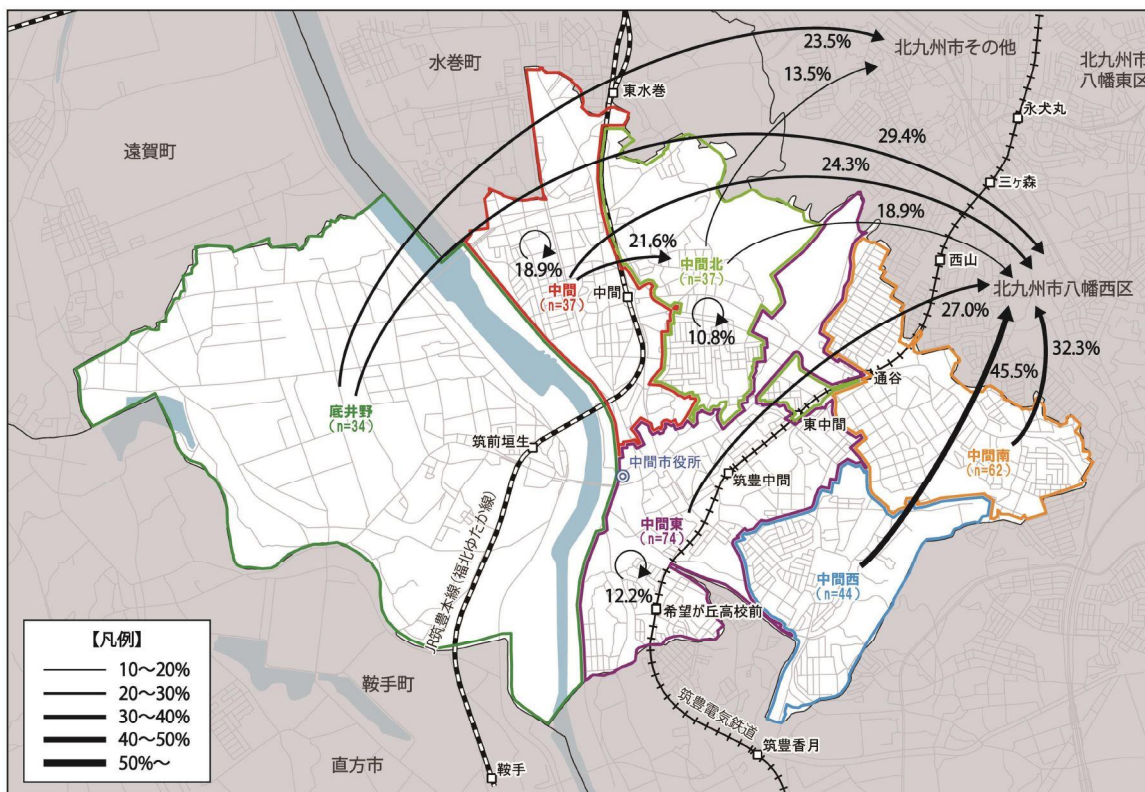 23.5%
北九州市その他
水巻町
13.5%
北九州市
八幡東区
東水巻
永犬丸
遠賀町
29.4%
24.3%
三ヶ森
18.9%
21.6%
18.9%
中間北
(n=37)
西山
中間
(n=37)
中間
北九州市八幡西区
27.0%
10.8%
32.3%
45.5%
通谷
底井野
(n=34)
東中間
筑前垣生
中間市役所
筑豊中間
中間南
(n=62)
中間東
(n=74)
中間西
(n=44)
12.2%
希望が丘高校前
JR筑豊本線(福北ゆたか線)
【凡例】
10～20%
20～30%
30～40%
40～50%
50%～
鞍手町
筑豊電気鉄道
筑豊香月
直方市
鞍手